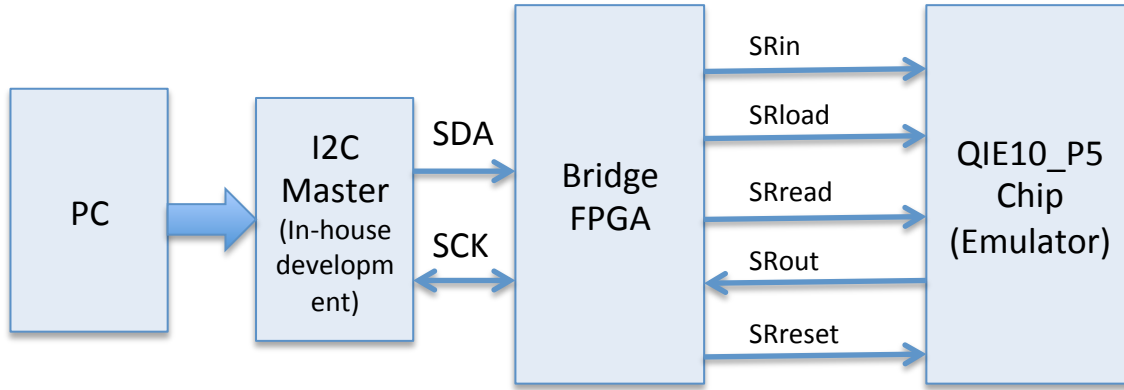 PC
I2C
Master
(In-house
developm
ent)
SDA
SCK
Bridge
FPGA
SRin
SRload
SRread
SRout
SRreset
QIE10_P5
Chip
(Emulator)